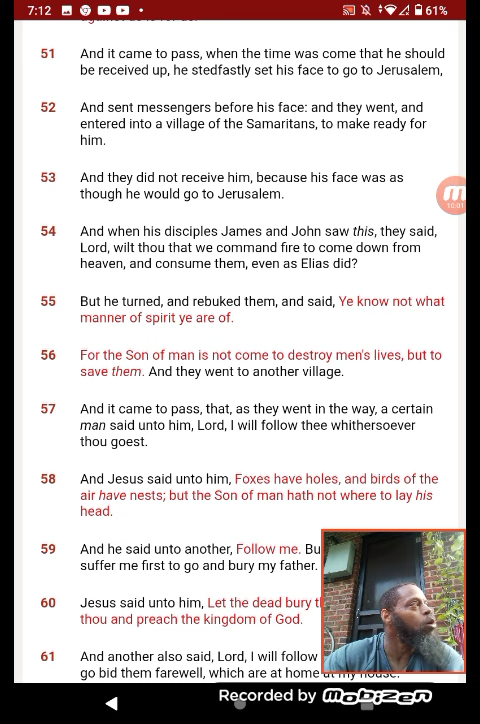 7:12
61%
51 And it came to pass, when the time was come that he should
be received up, he stedfastly set his face to go to Jerusalem,
52 And sent messengers before his face: and they went, and
entered into a village of the Samaritans, to make ready for
him.
53 And they did not receive him, because his face was as
though he would go to Jerusalem.
10:01
54 And when his disciples James and John saw this, they said,
Lord, wilt thou that we command fire to come down from
heaven, and consume them, even as Elias did?
55 But he turned, and rebuked them, and said, Ye know not what
manner of spirit ye are of.
56 For the Son of man is not come to destroy men's lives, but to
save them. And they went to another village.
57 And it came to pass, that, as they went in the way, a certain
man said unto him, Lord, I will follow thee whithersoever
thou goest.
58 And Jesus said unto him, Foxes have holes, and birds of the
air have nests; but the Son of man hath not where to lay his
head.
59 And he said unto another, Follow me. Bu
suffer me first to go and bury my father.
60 Jesus said unto him, Let the dead bury th
thou and preach the kingdom of God.
61 And another also said, Lord, I will follow
go bid them farewell, which are at home at my house.
Recorded by mobizen